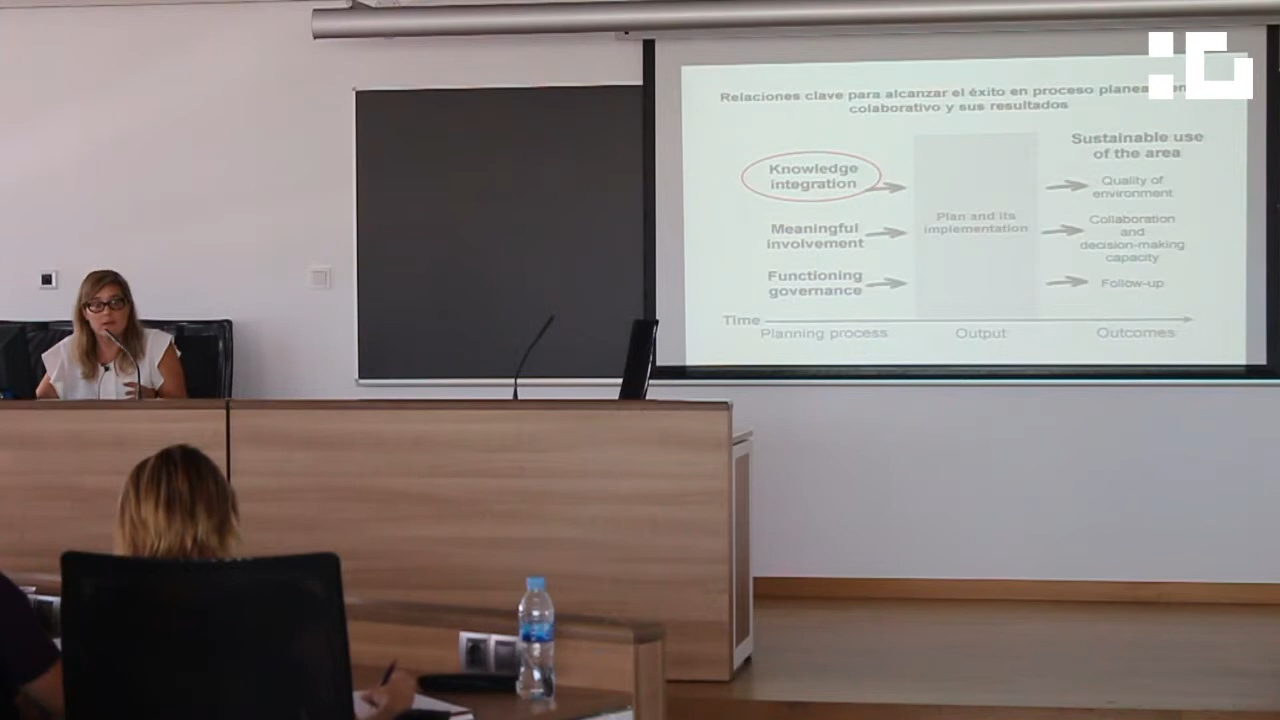 Relaciones clave para alcanzar el éxito en proceso
colaborativo y sus resultados
Knowledge
integration
Meaningful
involvement
Functioning
governance
Plan and its
implementation
Sustainable use
of the area
Quality of
environment
Collaboration
and
decision-making
capacity
Follow-up
Time
Planning process
Output
Outcomes